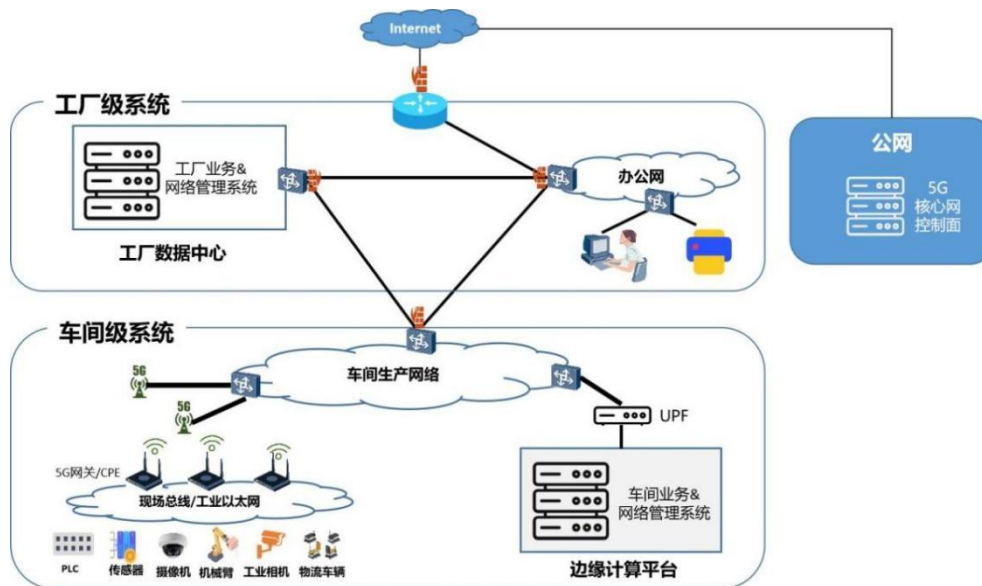 Internet
工厂级系统
工厂业务&
网络管理系统
工厂数据中心
办公网
公网
5G
核心网
控制面
车间级系统
车间生产网络
5G
5G
UPF
5G网关/CPE
现场总线/工业以太网
车间业务&
网络管理系统
PLC
传感器
摄像机
机械臂
工业相机
物流车辆
边缘计算平台